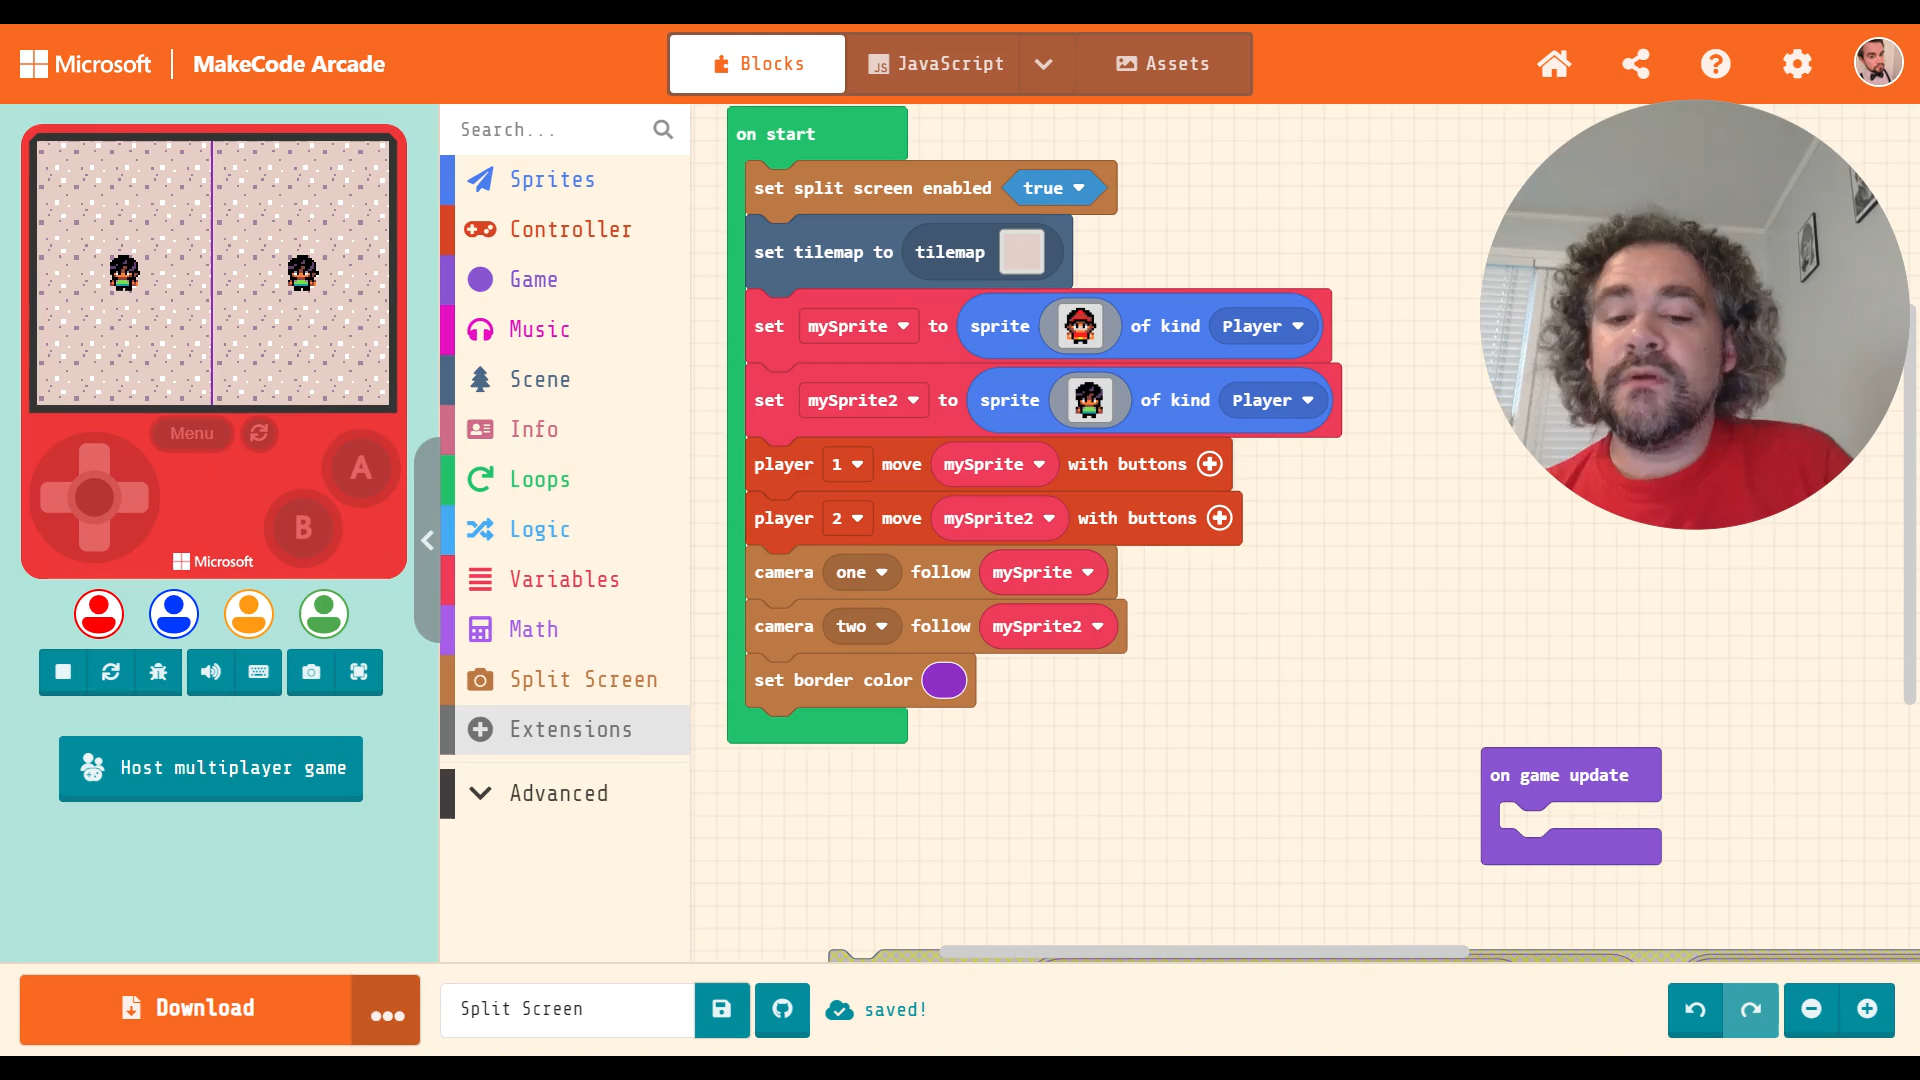 Microsoft
MakeCode Arcade
Blocks
JS
JavaScript
Assets
Menu
A
B
Microsoft
Host multiplayer game
Search...
Sprites
Controller
Game
Music
Scene
Info
Loops
Logic
Variables
Math
Split Screen
Extensions
Advanced
on start
set split screen enabled true
set tilemap to tilemap
set mySprite to sprite of kind Player
set mySprite2 to sprite of kind Player
player 1 move mySprite with buttons
player 2 move mySprite2 with buttons
camera one follow mySprite
camera two follow mySprite2
set border color
on game update
Download
Split Screen
saved!